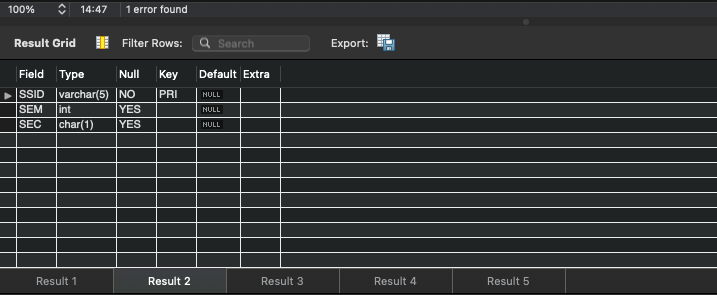 100% 14:47 1 error found
Result Grid Filter Rows: Search Export:
Field Type Null Key Default Extra
SSID varchar(5) NO PRI NULL
SEM int YES NULL
SEC char(1) YES NULL
Result 1 Result 2 Result 3 Result 4 Result 5